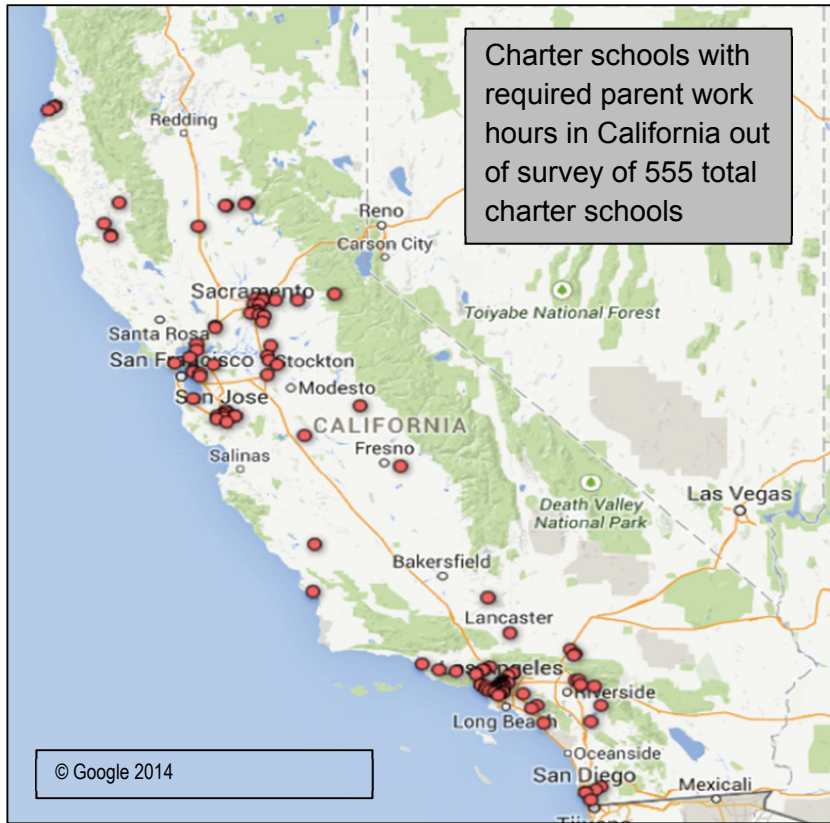 Charter schools with
required parent work
hours in California out
of survey of 555 total
charter schools
Redding
Reno
Carson City
Sacramento
Toiyabe National Forest
Santa Rosa
San Francisco
Stockton
Modesto
San Jose
CALIFORNIA
Fresno
Salinas
Death Valley
National Park
Las Vegas
Bakersfield
Lancaster
Los Angeles
Riverside
Long Beach
Oceanside
San Diego
Mexicali
Tijuana
© Google 2014